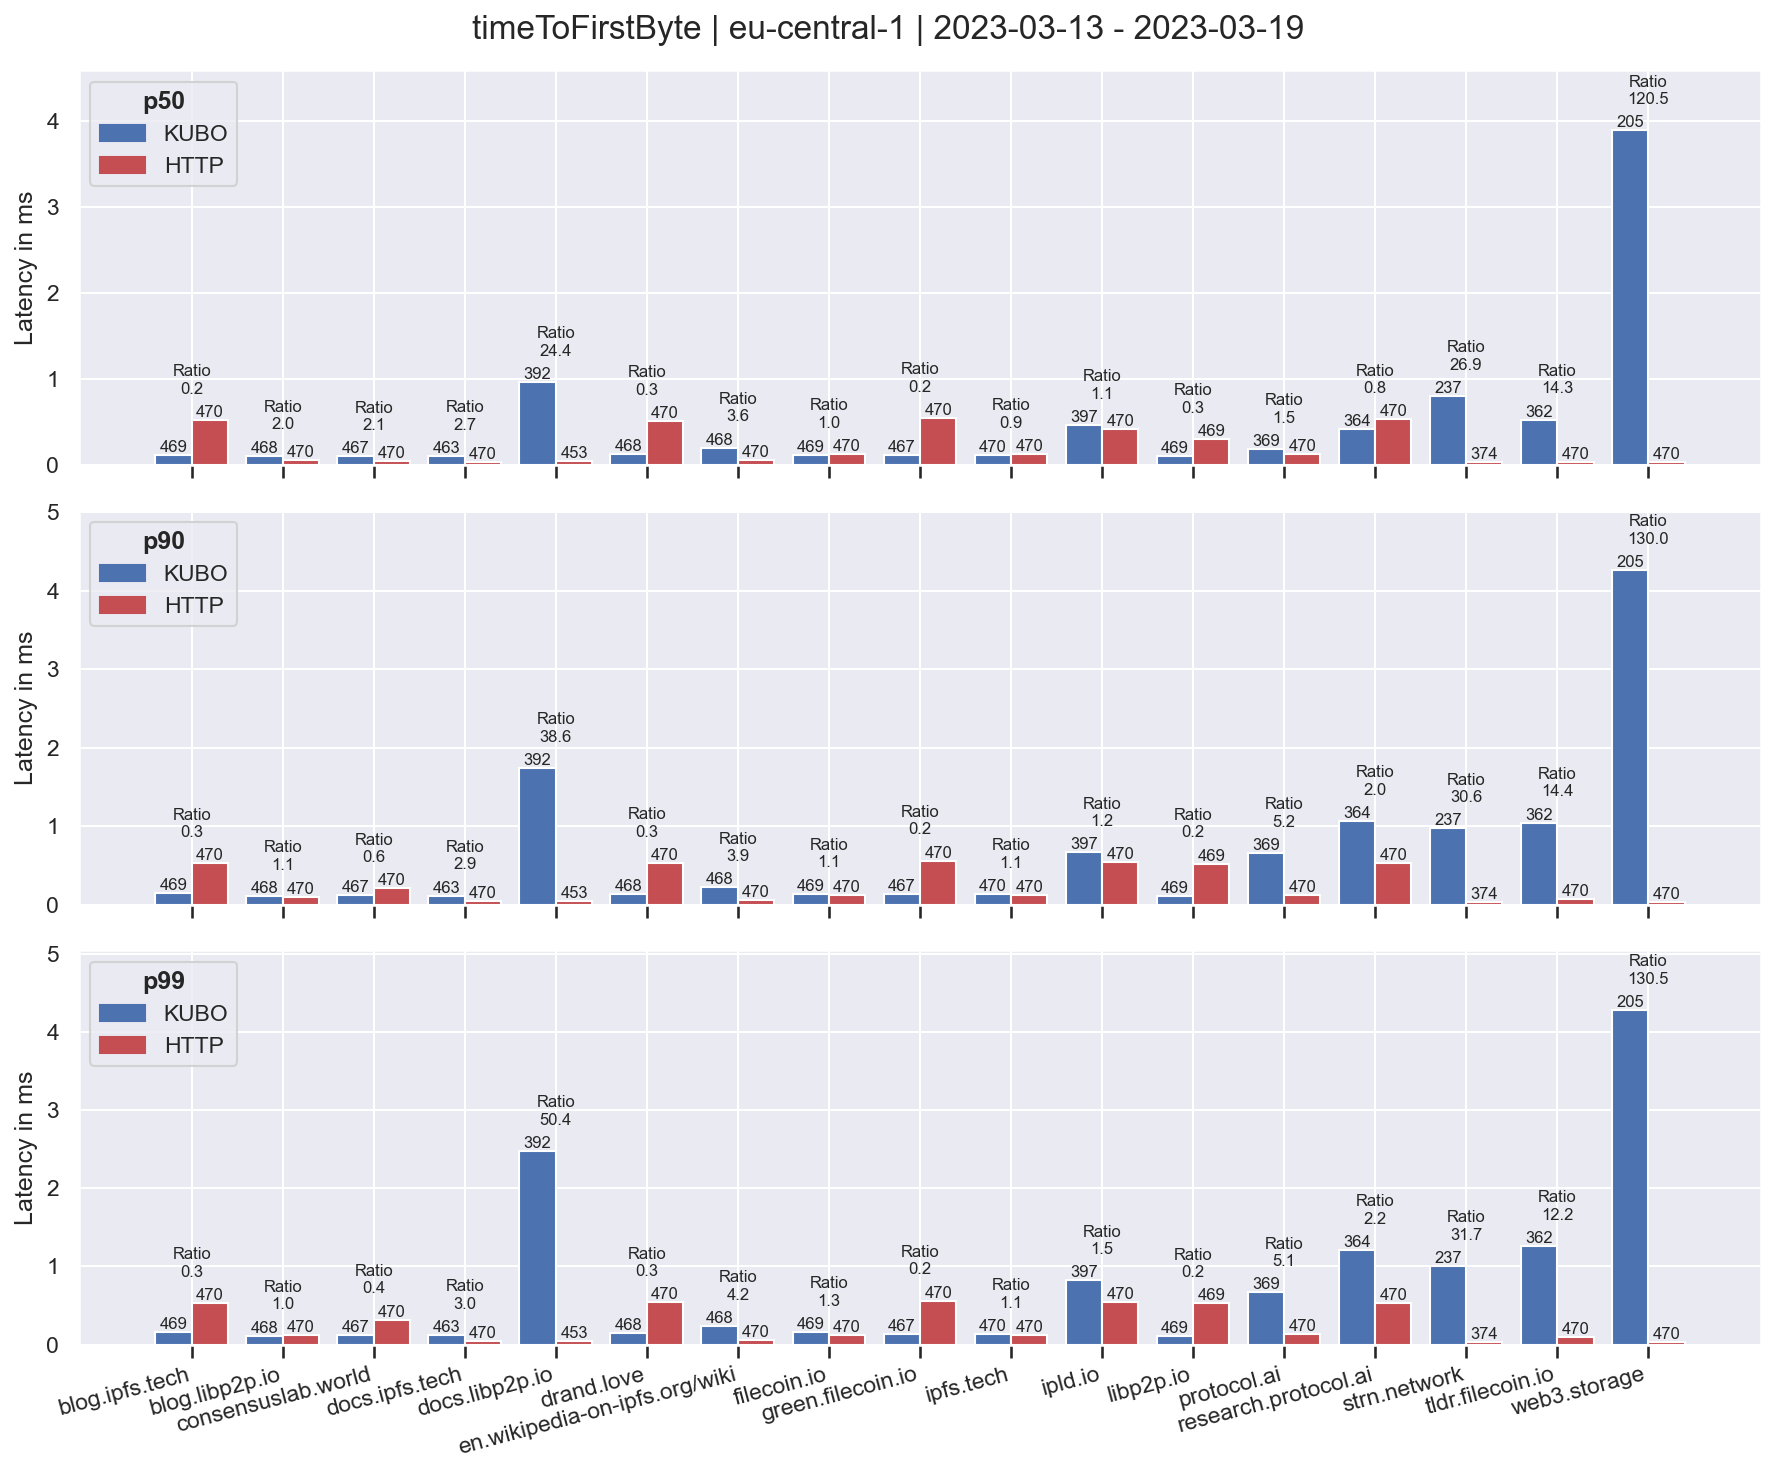 timeToFirstByte | eu-central-1 | 2023-03-13 - 2023-03-19
p50
KUBO
HTTP
Latency in ms
4
3
2
1
0
Ratio
0.2
469 470
Ratio
2.0
468 470
Ratio
2.1
467 470
Ratio
2.7
463 470
Ratio
24.4
392 453
Ratio
0.3
468 470
Ratio
3.6
468 470
Ratio
1.0
469 470
Ratio
0.2
467 470
Ratio
0.9
470 470
Ratio
1.1
397 470
Ratio
0.3
469 469
Ratio
1.5
369 470
Ratio
0.8
364 470
Ratio
26.9
237 374
Ratio
14.3
362 470
Ratio
120.5
205 470
p90
KUBO
HTTP
Latency in ms
5
4
3
2
1
0
Ratio
0.3
469 470
Ratio
1.1
468 470
Ratio
0.6
467 470
Ratio
2.9
463 470
Ratio
38.6
392 453
Ratio
0.3
468 470
Ratio
3.9
468 470
Ratio
1.1
469 470
Ratio
0.2
467 470
Ratio
1.1
470 470
Ratio
1.2
397 470
Ratio
0.2
469 469
Ratio
5.2
369 470
Ratio
2.0
364 470
Ratio
30.6
237 374
Ratio
14.4
362 470
Ratio
130.0
205 470
p99
KUBO
HTTP
Latency in ms
5
4
3
2
1
0
Ratio
0.3
469 470
Ratio
1.0
468 470
Ratio
0.4
467 470
Ratio
3.0
463 470
Ratio
50.4
392 453
Ratio
0.3
468 470
Ratio
4.2
468 470
Ratio
1.3
469 470
Ratio
0.2
467 470
Ratio
1.1
470 470
Ratio
1.5
397 470
Ratio
0.2
469 469
Ratio
5.1
369 470
Ratio
2.2
364 470
Ratio
31.7
237 374
Ratio
12.2
362 470
Ratio
130.5
205 470
blog.ipfs.tech
blog.libp2p.io
consensuslab.world
docs.ipfs.tech
docs.libp2p.io
drand.love
en.wikipedia-on-ipfs.org/wiki
filecoin.io
green.filecoin.io
ipfs.tech
ipld.io
libp2p.io
protocol.ai
research.protocol.ai
strn.network
tldr.filecoin.io
web3.storage